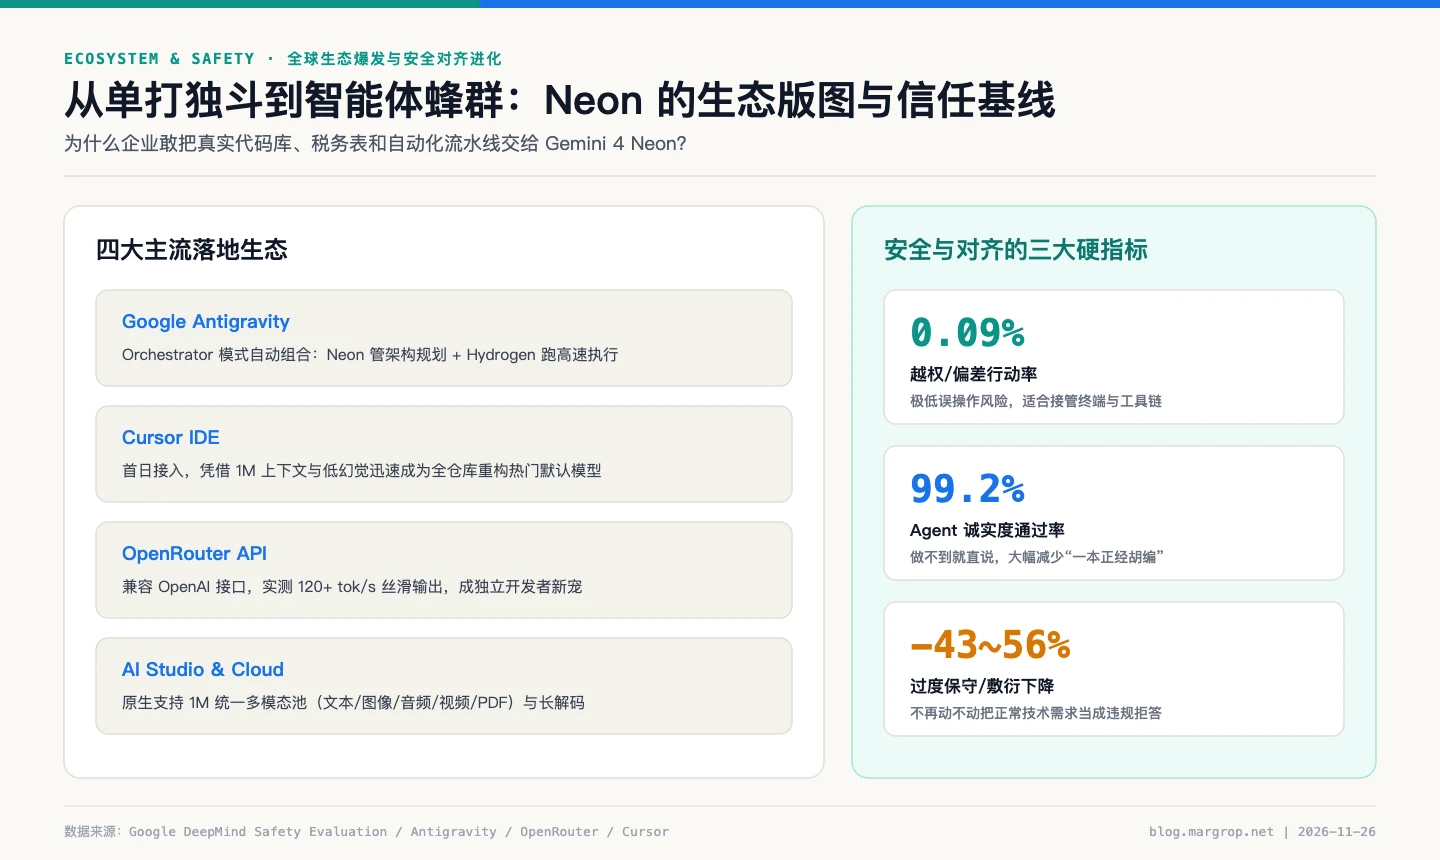 ECOSYSTEM & SAFETY · 全球生态爆发与安全对齐进化
从单打独斗到智能体蜂群：Neon 的生态版图与信任基线
为什么企业敢把真实代码库、税务表和自动化流水线交给 Gemini 4 Neon?
四大主流落地生态
Google Antigravity
Orchestrator 模式自动组合：Neon 管架构规划 + Hydrogen 跑高速执行
Cursor IDE
首日接入，凭借 1M 上下文与低幻觉迅速成为全仓库重构热门默认模型
OpenRouter API
兼容 OpenAI 接口，实测 120+ tok/s 丝滑输出，成独立开发者新宠
AI Studio & Cloud
原生支持 1M 统一多模态池（文本/图像/音频/视频/PDF）与长解码
安全与对齐的三大硬指标
0.09%
越权/偏差行动率
极低误操作风险，适合接管终端与工具链
99.2%
Agent 诚实度通过率
做不到就直说，大幅减少“一本正经胡编”
-43~56%
过度保守/敷衍下降
不再动不动把正常技术需求当成违规拒答
数据来源：Google DeepMind Safety Evaluation / Antigravity / OpenRouter / Cursor
blog.margrop.net | 2026-11-26